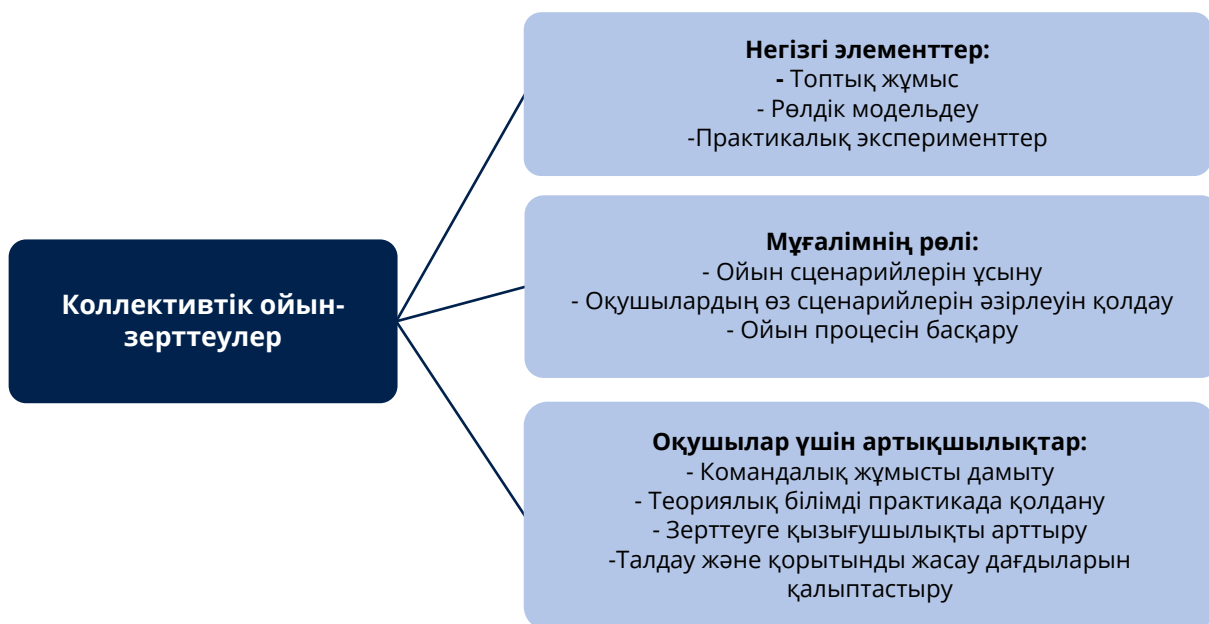 Коллективтік ойын-
зерттеулер
Негізгі элементтер:
- Топтық жұмыс
- Рөлдік модельдеу
-Практикалық эксперименттер
Мұғалімнің рөлі:
- Ойын сценарийлерін ұсыну
- Оқушылардың өз сценарийлерін әзірлеуін қолдау
- Ойын процесін басқару
Оқушылар үшін артықшылықтар:
- Командалық жұмысты дамыту
- Теориялық білімді практикада қолдану
- Зерттеуге қызығушылықты арттыру
-Талдау және қорытынды жасау дағдыларын
қалыптастыру